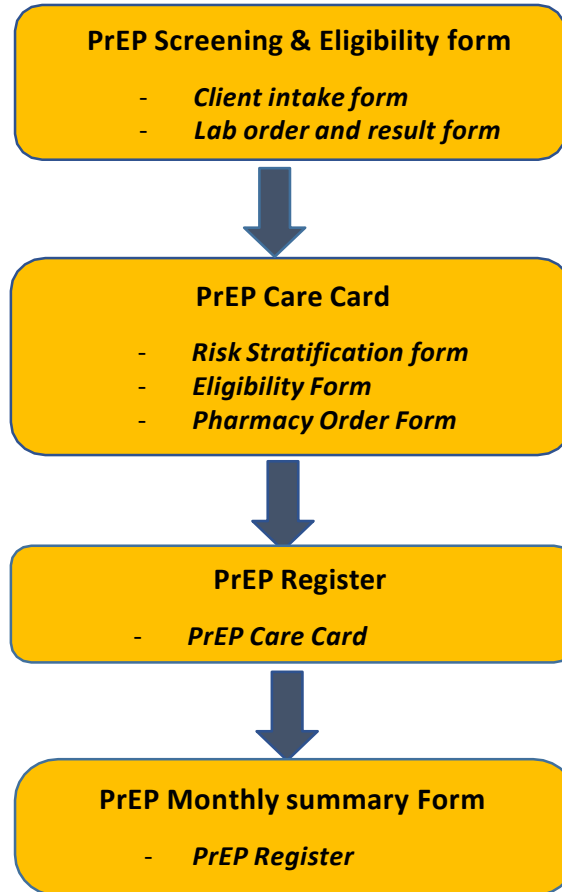 PrEP Screening & Eligibility form
- Client intake form
- Lab order and result form
PrEP Care Card
- Risk Stratification form
- Eligibility Form
- Pharmacy Order Form
PrEP Register
- PrEP Care Card
PrEP Monthly summary Form
- PrEP Register